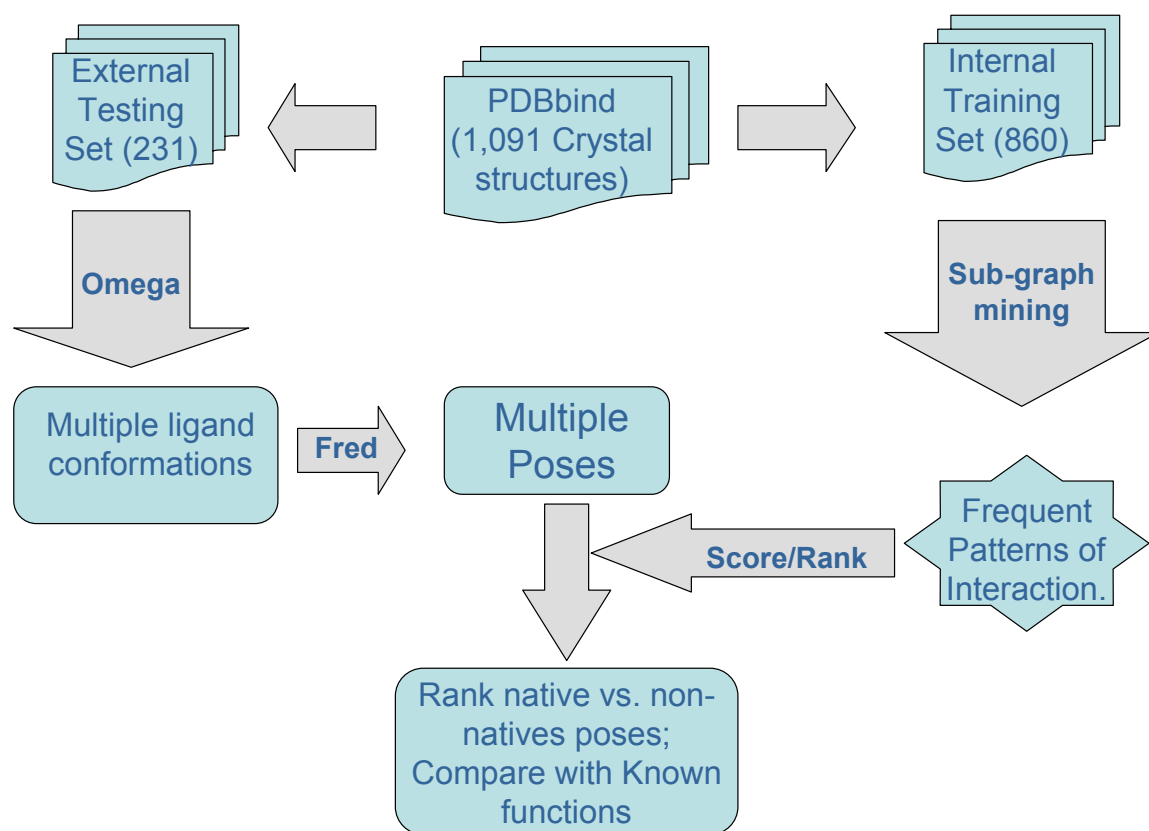 External
Testing
Set (231)
PDBbind
(1,091 Crystal
structures)
Internal
Training
Set (860)
Omega
Sub-graph
mining
Multiple ligand
conformations
Fred
Multiple
Poses
Score/Rank
Frequent
Patterns of
Interaction.
Rank native vs. non-
natives poses;
Compare with Known
functions